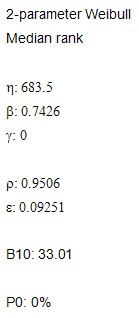 2-parameter Weibull
Median rank
η: 683.5
β: 0.7426
γ: 0
ρ: 0.9506
ε: 0.09251
B10: 33.01
P0: 0%